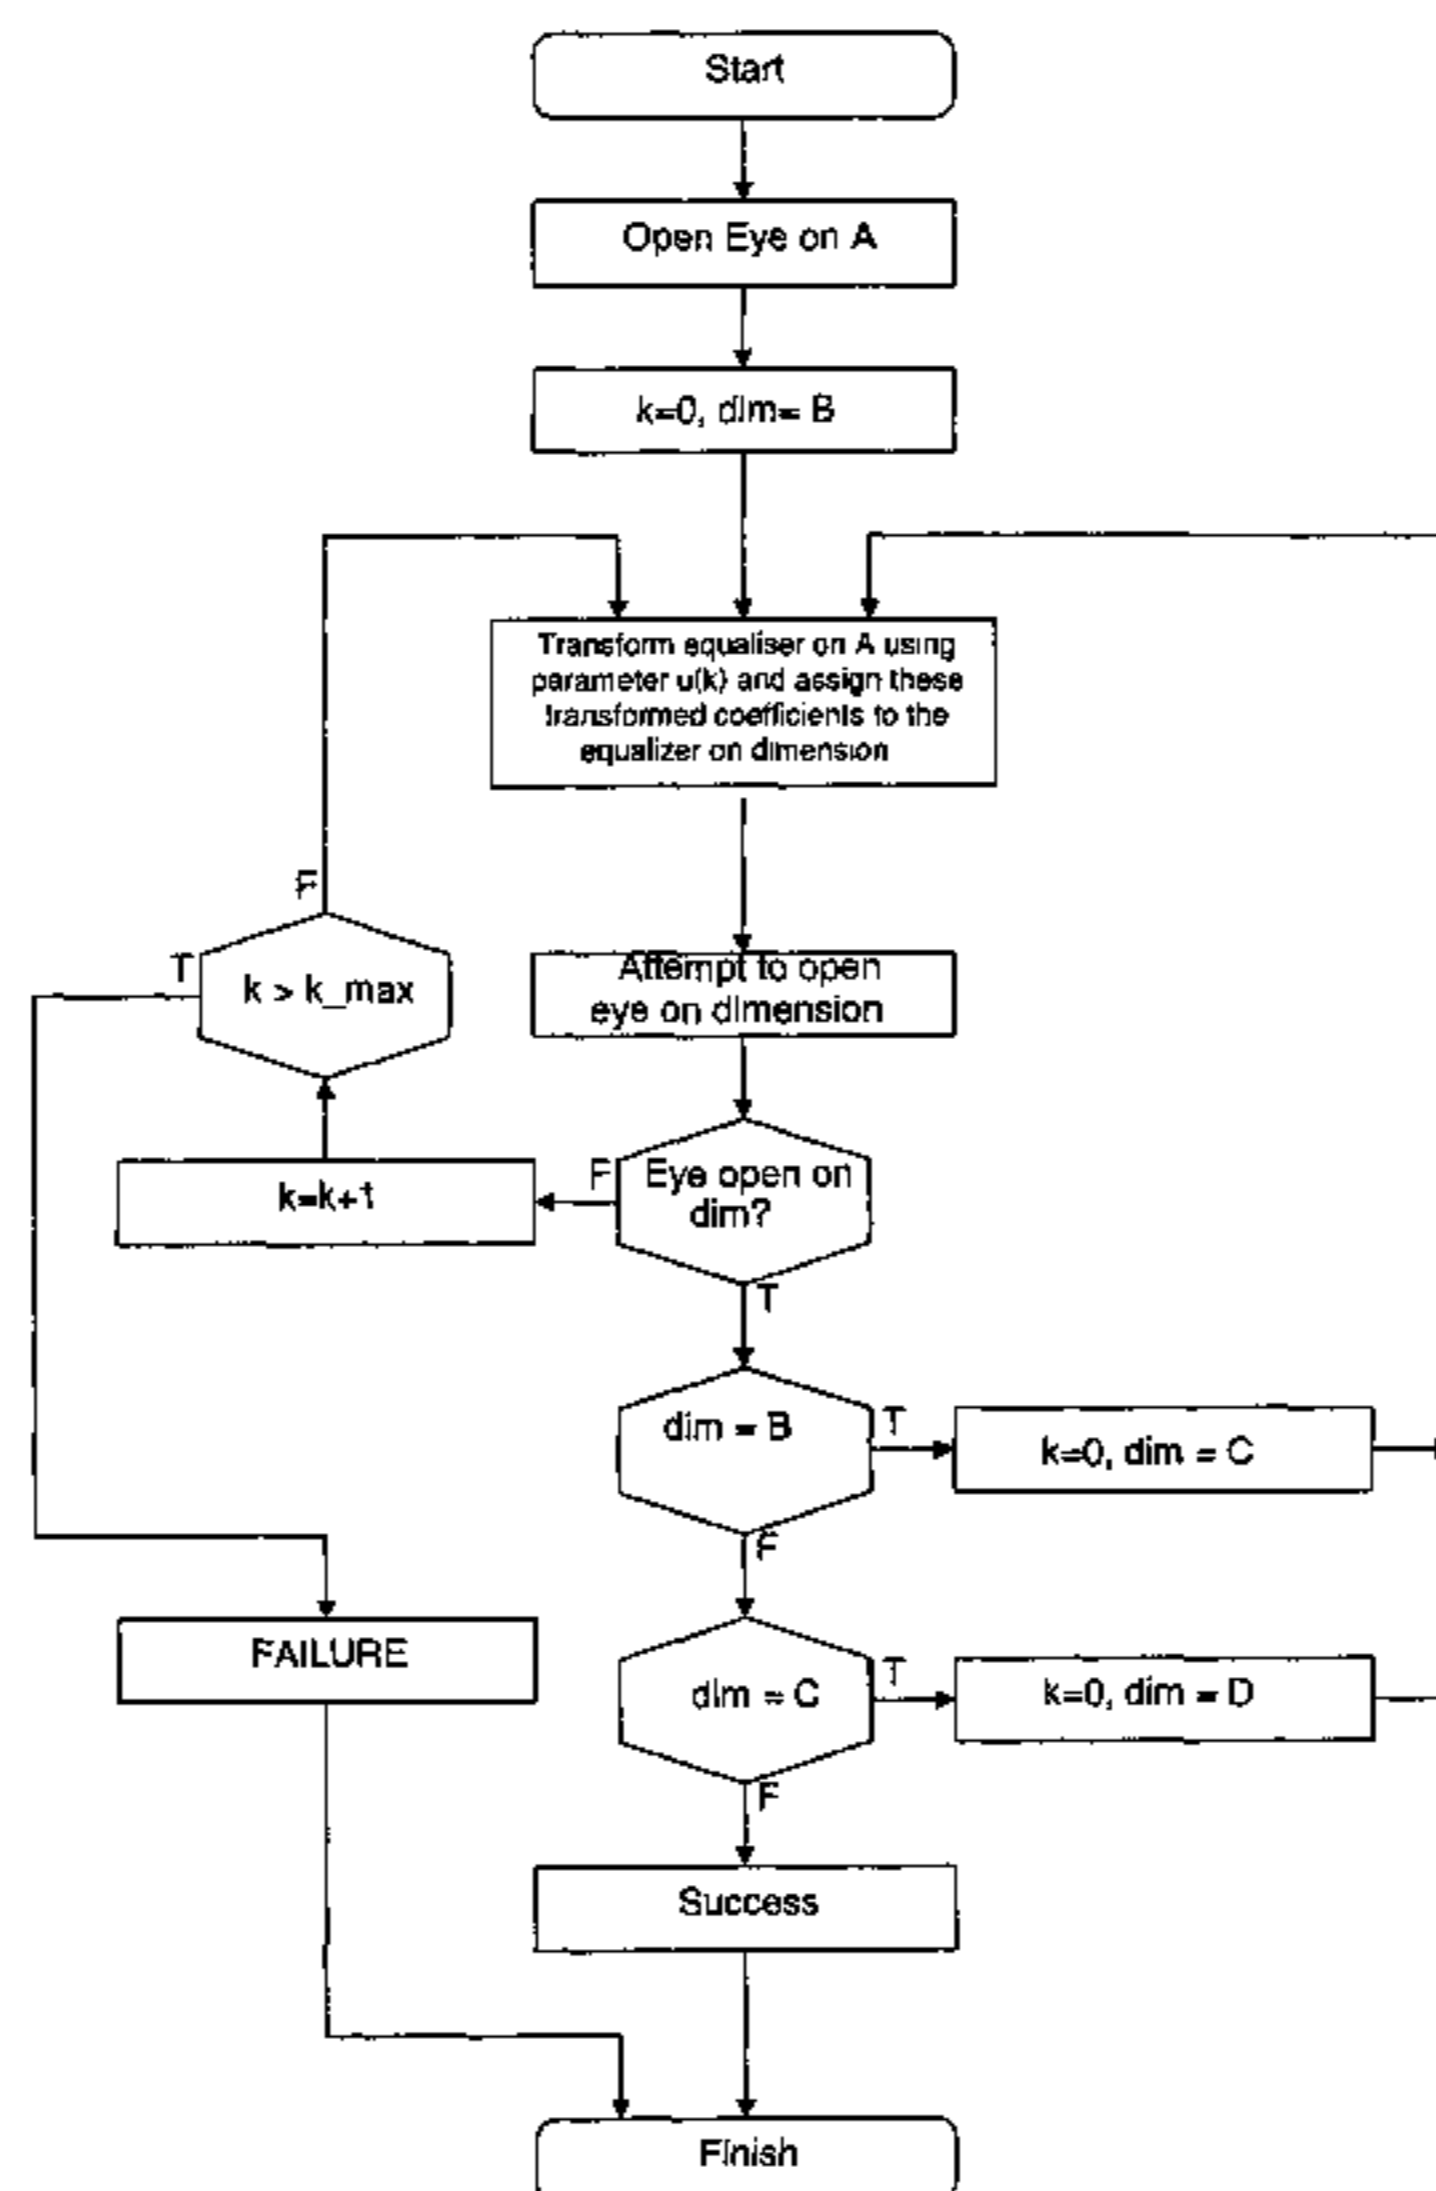 Start
Open Eye on A
k=0, dim= B
Transform equaliser on A using
parameter u(k) and assign these
transformed coefficients to the
equalizer on dimension
F
T
k > k_max
Attempt to open
eye on dimension
k=k+1
F
Eye open on
dim?
T
dim = B
T
k=0, dim = C
F
FAILURE
dim = C
T
k=0, dim = D
F
Success
Finish